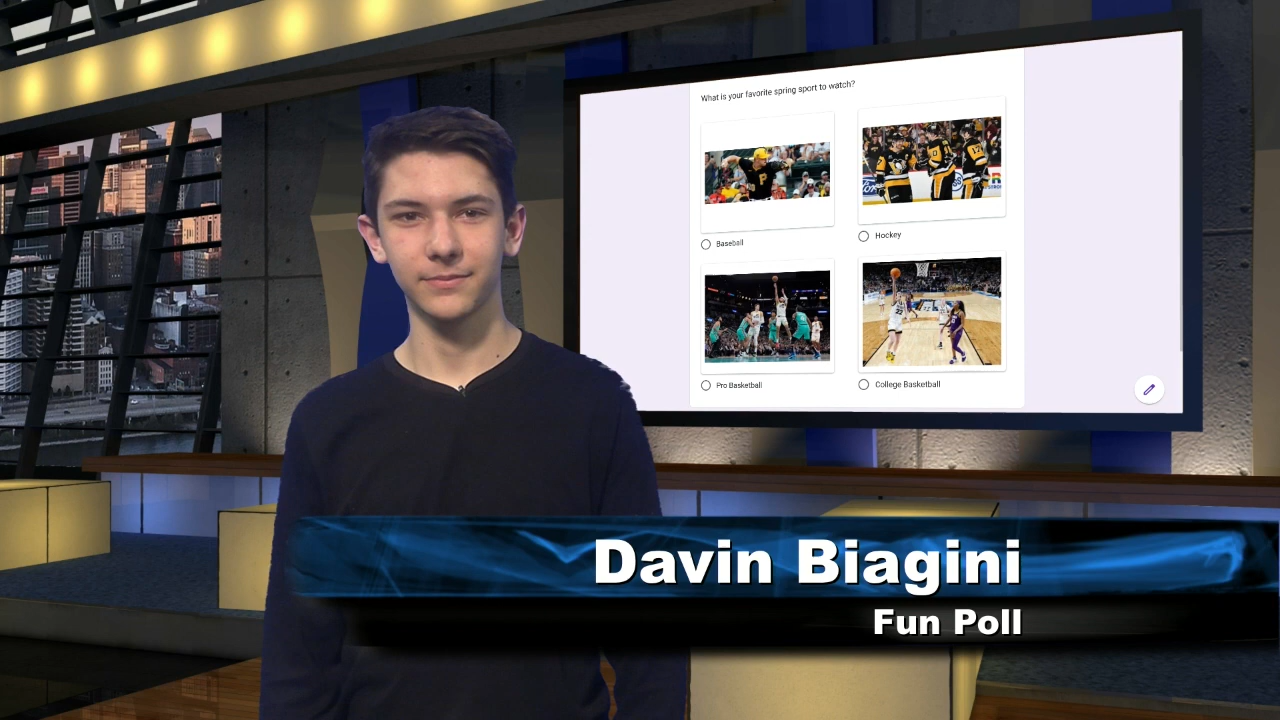 What is your favorite spring sport to watch?
Baseball
Hockey
Pro Basketball
College Basketball
Davin Biagini
Fun Poll